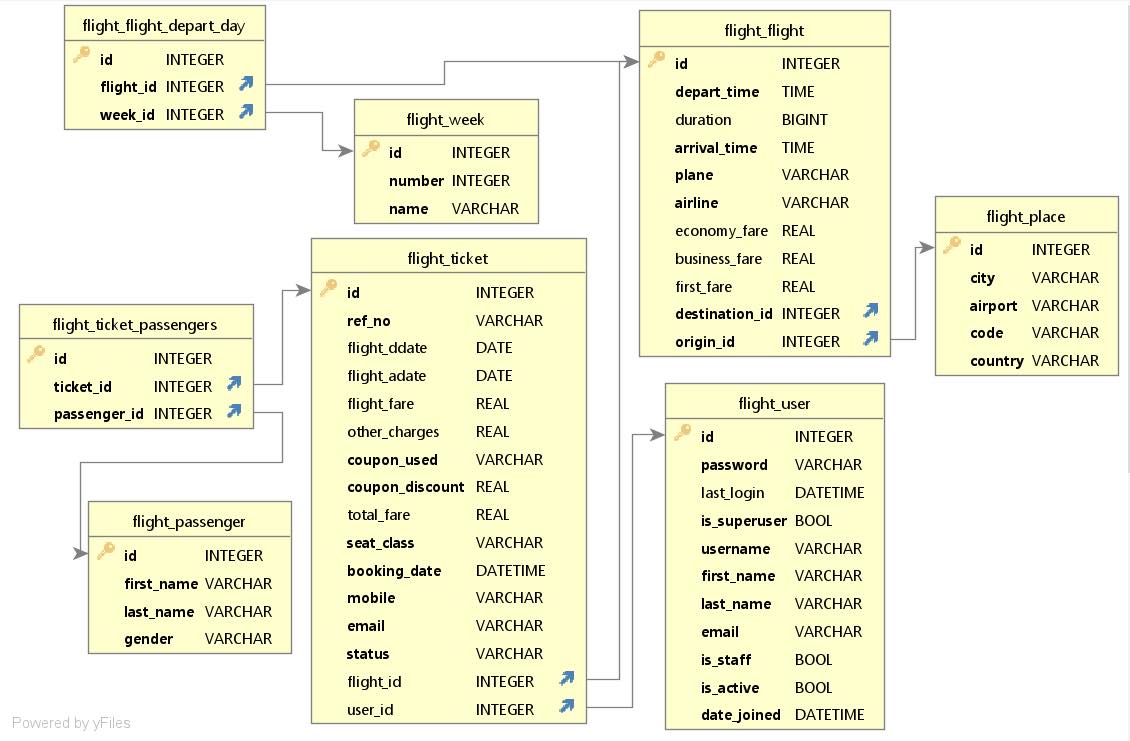 flight_flight_depart_day
id INTEGER
flight_id INTEGER
week_id INTEGER
flight_week
id INTEGER
number INTEGER
name VARCHAR
flight_flight
id INTEGER
depart_time TIME
duration BIGINT
arrival_time TIME
plane VARCHAR
airline VARCHAR
economy_fare REAL
business_fare REAL
first_fare REAL
destination_id INTEGER
origin_id INTEGER
flight_place
id INTEGER
city VARCHAR
airport VARCHAR
code VARCHAR
country VARCHAR
flight_ticket_passengers
id INTEGER
ticket_id INTEGER
passenger_id INTEGER
flight_ticket
id INTEGER
ref_no VARCHAR
flight_ddate DATE
flight_adate DATE
flight_fare REAL
other_charges REAL
coupon_used VARCHAR
coupon_discount REAL
total_fare REAL
seat_class VARCHAR
booking_date DATETIME
mobile VARCHAR
email VARCHAR
status VARCHAR
flight_id INTEGER
user_id INTEGER
flight_user
id INTEGER
password VARCHAR
last_login DATETIME
is_superuser BOOL
username VARCHAR
first_name VARCHAR
last_name VARCHAR
email VARCHAR
is_staff BOOL
is_active BOOL
date_joined DATETIME
flight_passenger
id INTEGER
first_name VARCHAR
last_name VARCHAR
gender VARCHAR
Powered by yFiles